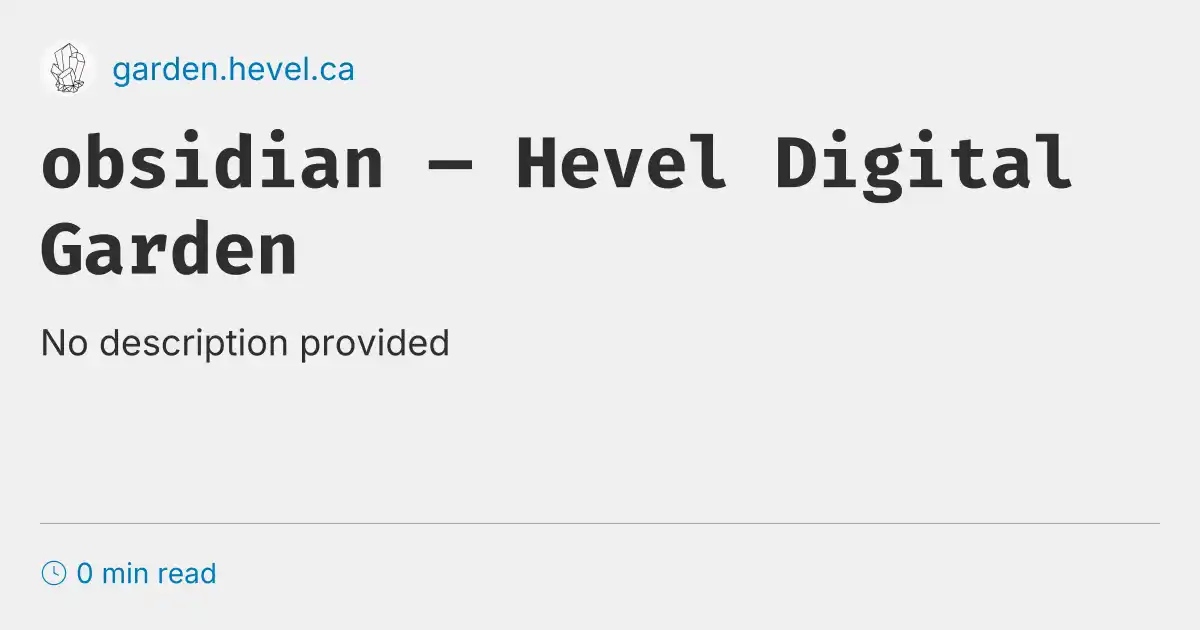 garden.hevel.ca
obsidian — Hevel Digital
Garden
No description provided
0 min read